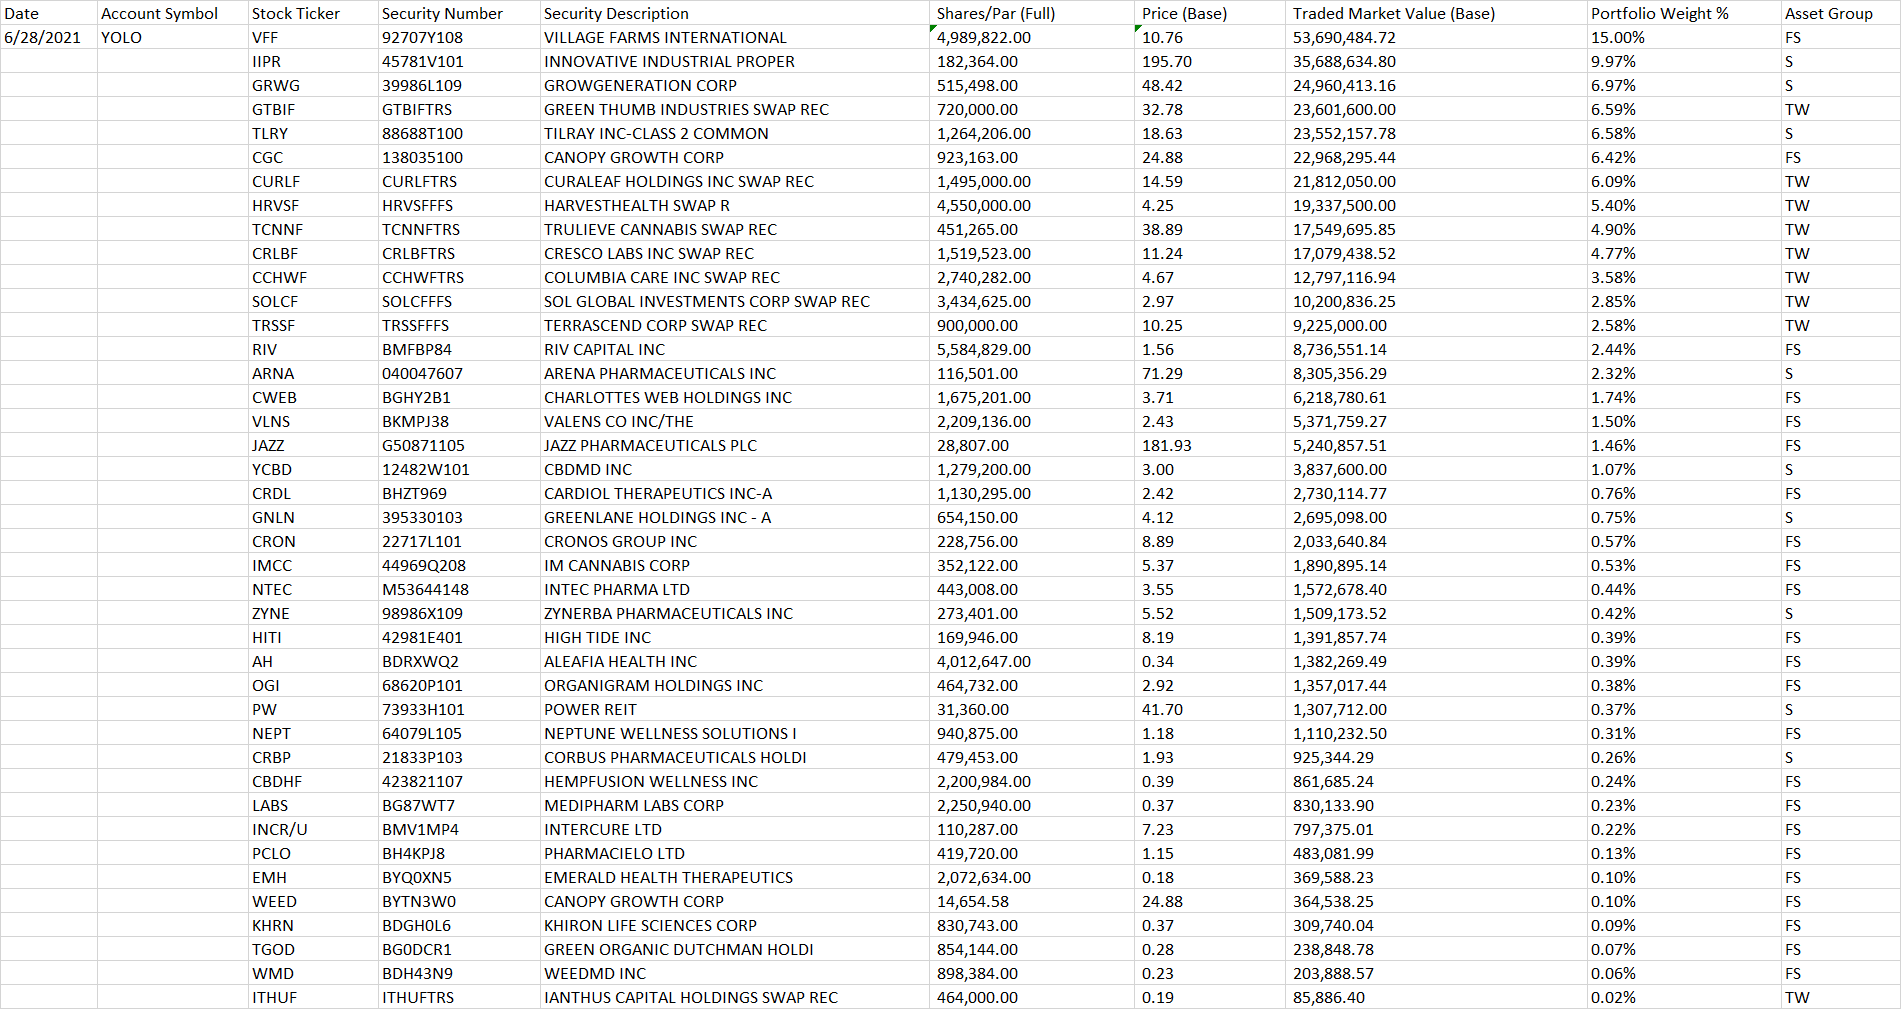 Date Account Symbol Stock Ticker Security Number Security Description Shares/Par (Full) Price (Base) Traded Market Value (Base) Portfolio Weight % Asset Group
6/28/2021 YOLO VFF 92707Y108 VILLAGE FARMS INTERNATIONAL 4,989,822.00 10.76 53,690,484.72 15.00% FS
IIPR 45781V101 INNOVATIVE INDUSTRIAL PROPER 182,364.00 195.70 35,688,634.80 9.97% S
GRWG 39986L109 GROWGENERATION CORP 515,498.00 48.42 24,960,413.16 6.97% S
GTBIF GTBIFTRS GREEN THUMB INDUSTRIES SWAP REC 720,000.00 32.78 23,601,600.00 6.59% TW
TLRY 88688T100 TILRAY INC-CLASS 2 COMMON 1,264,206.00 18.63 23,552,157.78 6.58% S
CGC 138035100 CANOPY GROWTH CORP 923,163.00 24.88 22,968,295.44 6.42% FS
CURLF CURLFTRS CURALEAF HOLDINGS INC SWAP REC 1,495,000.00 14.59 21,812,050.00 6.09% TW
HRVSF HRVSFFFS HARVESTHEALTH SWAP R 4,550,000.00 4.25 19,337,500.00 5.40% TW
TCNNF TCNNFTRS TRULIEVE CANNABIS SWAP REC 451,265.00 38.89 17,549,695.85 4.90% TW
CRLBF CRLBFTRS CRESCO LABS INC SWAP REC 1,519,523.00 11.24 17,079,438.52 4.77% TW
CCHWF CCHWFTRS COLUMBIA CARE INC SWAP REC 2,740,282.00 4.67 12,797,116.94 3.58% TW
SOLCF SOLCFFFS SOL GLOBAL INVESTMENTS CORP SWAP REC 3,434,625.00 2.97 10,200,836.25 2.85% TW
TRSSF TRSSFFFS TERRASCEND CORP SWAP REC 900,000.00 10.25 9,225,000.00 2.58% TW
RIV BMFBP84 RIV CAPITAL INC 5,584,829.00 1.56 8,736,551.14 2.44% FS
ARNA 040047607 ARENA PHARMACEUTICALS INC 116,501.00 71.29 8,305,356.29 2.32% S
CWEB BGHY2B1 CHARLOTTES WEB HOLDINGS INC 1,675,201.00 3.71 6,218,780.61 1.74% FS
VLNS BKMPJ38 VALENS CO INC/THE 2,209,136.00 2.43 5,371,759.27 1.50% FS
JAZZ G50871105 JAZZ PHARMACEUTICALS PLC 28,807.00 181.93 5,240,857.51 1.46% FS
YCBD 12482W101 CBDMD INC 1,279,200.00 3.00 3,837,600.00 1.07% S
CRDL BHZT969 CARDIOL THERAPEUTICS INC-A 1,130,295.00 2.42 2,730,114.77 0.76% FS
GNLN 395330103 GREENLANE HOLDINGS INC - A 654,150.00 4.12 2,695,098.00 0.75% S
CRON 22717L101 CRONOS GROUP INC 228,756.00 8.89 2,033,640.84 0.57% FS
IMCC 44969Q208 IM CANNABIS CORP 352,122.00 5.37 1,890,895.14 0.53% FS
NTEC M53644148 INTEC PHARMA LTD 443,008.00 3.55 1,572,678.40 0.44% FS
ZYNE 98986X109 ZYNERBA PHARMACEUTICALS INC 273,401.00 5.52 1,509,173.52 0.42% S
HITI 42981E401 HIGH TIDE INC 169,946.00 8.19 1,391,857.74 0.39% FS
AH BDRXWQ2 ALEAFIA HEALTH INC 4,012,647.00 0.34 1,382,269.49 0.39% FS
OGI 68620P101 ORGANIGRAM HOLDINGS INC 464,732.00 2.92 1,357,017.44 0.38% FS
PW 73933H101 POWER REIT 31,360.00 41.70 1,307,712.00 0.37% S
NEPT 64079L105 NEPTUNE WELLNESS SOLUTIONS I 940,875.00 1.18 1,110,232.50 0.31% FS
CRBP 21833P103 CORBUS PHARMACEUTICALS HOLDI 479,453.00 1.93 925,344.29 0.26% S
CBDHF 423821107 HEMPFUSION WELLNESS INC 2,200,984.00 0.39 861,685.24 0.24% FS
LABS BG87WT7 MEDIPHARM LABS CORP 2,250,940.00 0.37 830,133.90 0.23% FS
INCR/U BMV1MP4 INTERCURE LTD 110,287.00 7.23 797,375.01 0.22% FS
PCLO BH4KPJ8 PHARMACIELO LTD 419,720.00 1.15 483,081.99 0.13% FS
EMH BYQ0XN5 EMERALD HEALTH THERAPEUTICS 2,072,634.00 0.18 369,588.23 0.10% FS
WEED BYTN3W0 CANOPY GROWTH CORP 14,654.58 24.88 364,538.25 0.10% FS
KHRN BDGH0L6 KHIRON LIFE SCIENCES CORP 830,743.00 0.37 309,740.04 0.09% FS
TGOD BG0DCR1 GREEN ORGANIC DUTCHMAN HOLDI 854,144.00 0.28 238,848.78 0.07% FS
WMD BDH43N9 WEEDMD INC 898,384.00 0.23 203,888.57 0.06% FS
ITHUF ITHUFTRS IANTHUS CAPITAL HOLDINGS SWAP REC 464,000.00 0.19 85,886.40 0.02% TW